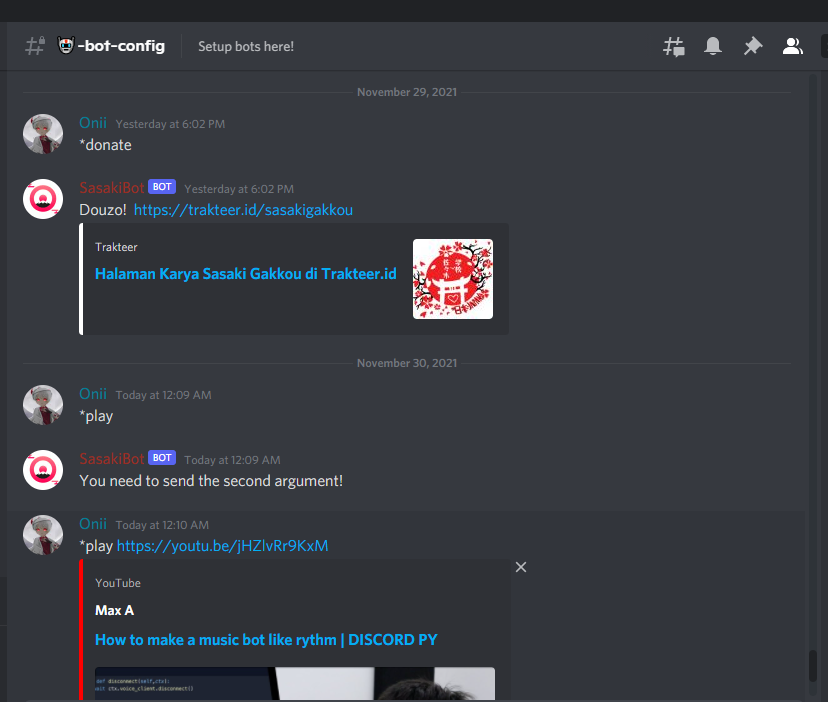 -bot-config
Setup bots here!
November 29, 2021
Onii Yesterday at 6:02 PM
*donate
SasakiBot BOT Yesterday at 6:02 PM
Douzo! https://trakteer.id/sasakigakkou
Trakteer
Halaman Karya Sasaki Gakkou di Trakteer.id
November 30, 2021
Onii Today at 12:09 AM
*play
SasakiBot BOT Today at 12:09 AM
You need to send the second argument!
Onii Today at 12:10 AM
*play https://youtu.be/jHZlvRr9KxM
YouTube
Max A
How to make a music bot like rythm | DISCORD PY
def disconnect(self,ctx):
ctx.voice_client.disconnect()